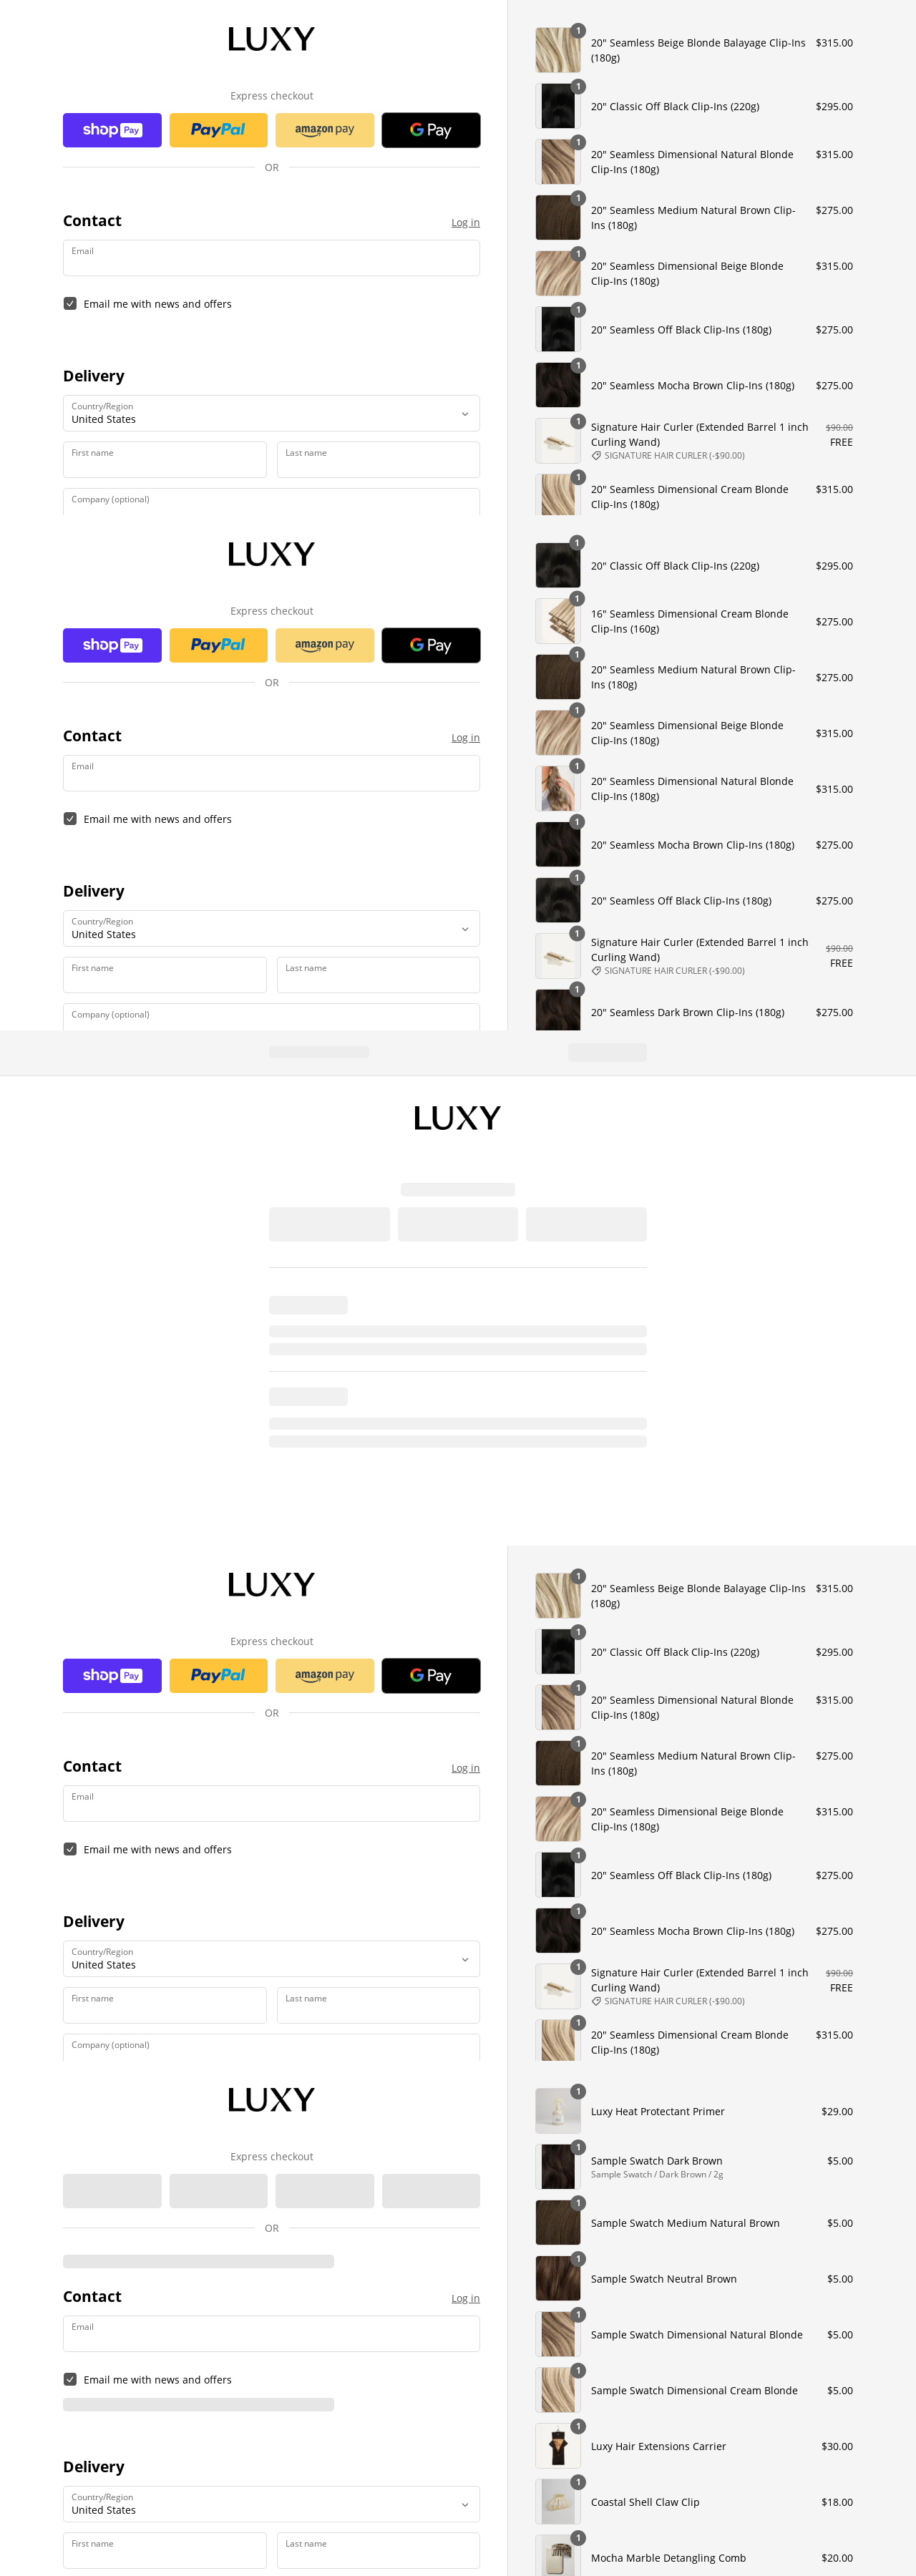 LUXY
Express checkout
shop Pay
PayPal
amazon pay
G Pay
OR
Contact
Log in
Email
Email me with news and offers
Delivery
Country/Region
United States
First name
Last name
Company (optional)
1
20" Seamless Beige Blonde Balayage Clip-Ins
(180g)
$315.00
1
20" Classic Off Black Clip-Ins (220g)
$295.00
1
20" Seamless Dimensional Natural Blonde
Clip-Ins (180g)
$315.00
1
20" Seamless Medium Natural Brown Clip-
Ins (180g)
$275.00
1
20" Seamless Dimensional Beige Blonde
Clip-Ins (180g)
$315.00
1
20" Seamless Off Black Clip-Ins (180g)
$275.00
1
20" Seamless Mocha Brown Clip-Ins (180g)
$275.00
1
Signature Hair Curler (Extended Barrel 1 inch
Curling Wand)
SIGNATURE HAIR CURLER (-$90.00)
$90.00
FREE
1
20" Seamless Dimensional Cream Blonde
Clip-Ins (180g)
$315.00
LUXY
Express checkout
shop Pay
PayPal
amazon pay
G Pay
OR
Contact
Log in
Email
Email me with news and offers
Delivery
Country/Region
United States
First name
Last name
Company (optional)
1
20" Classic Off Black Clip-Ins (220g)
$295.00
1
16" Seamless Dimensional Cream Blonde
Clip-Ins (160g)
$275.00
1
20" Seamless Medium Natural Brown Clip-
Ins (180g)
$275.00
1
20" Seamless Dimensional Beige Blonde
Clip-Ins (180g)
$315.00
1
20" Seamless Dimensional Natural Blonde
Clip-Ins (180g)
$315.00
1
20" Seamless Mocha Brown Clip-Ins (180g)
$275.00
1
20" Seamless Off Black Clip-Ins (180g)
$275.00
1
Signature Hair Curler (Extended Barrel 1 inch
Curling Wand)
SIGNATURE HAIR CURLER (-$90.00)
$90.00
FREE
1
20" Seamless Dark Brown Clip-Ins (180g)
$275.00
LUXY
LUXY
Express checkout
shop Pay
PayPal
amazon pay
G Pay
OR
Contact
Log in
Email
Email me with news and offers
Delivery
Country/Region
United States
First name
Last name
Company (optional)
1
20" Seamless Beige Blonde Balayage Clip-Ins
(180g)
$315.00
1
20" Classic Off Black Clip-Ins (220g)
$295.00
1
20" Seamless Dimensional Natural Blonde
Clip-Ins (180g)
$315.00
1
20" Seamless Medium Natural Brown Clip-
Ins (180g)
$275.00
1
20" Seamless Dimensional Beige Blonde
Clip-Ins (180g)
$315.00
1
20" Seamless Off Black Clip-Ins (180g)
$275.00
1
20" Seamless Mocha Brown Clip-Ins (180g)
$275.00
1
Signature Hair Curler (Extended Barrel 1 inch
Curling Wand)
SIGNATURE HAIR CURLER (-$90.00)
$90.00
FREE
1
20" Seamless Dimensional Cream Blonde
Clip-Ins (180g)
$315.00
LUXY
Express checkout
OR
Contact
Log in
Email
Email me with news and offers
Delivery
Country/Region
United States
First name
Last name
1
Luxy Heat Protectant Primer
$29.00
1
Sample Swatch Dark Brown
Sample Swatch / Dark Brown / 2g
$5.00
1
Sample Swatch Medium Natural Brown
$5.00
1
Sample Swatch Neutral Brown
$5.00
1
Sample Swatch Dimensional Natural Blonde
$5.00
1
Sample Swatch Dimensional Cream Blonde
$5.00
1
Luxy Hair Extensions Carrier
$30.00
1
Coastal Shell Claw Clip
$18.00
1
Mocha Marble Detangling Comb
$20.00